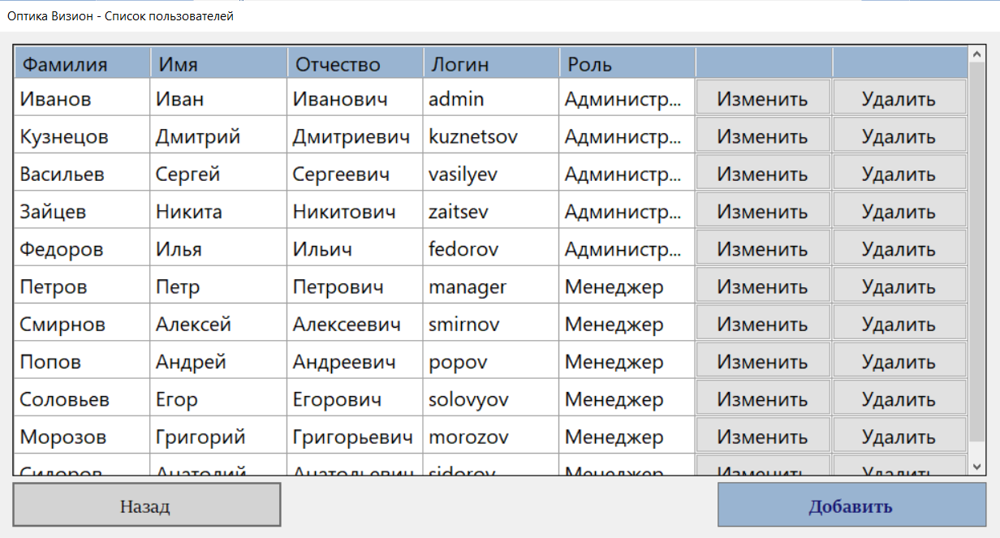 Оптика Визион - Список пользователей
Фамилия Имя Отчество Логин Роль
Иванов Иван Иванович admin Администр... Изменить Удалить
Кузнецов Дмитрий Дмитриевич kuznetsov Администр... Изменить Удалить
Васильев Сергей Сергеевич vasilyev Администр... Изменить Удалить
Зайцев Никита Никитович zaitsev Администр... Изменить Удалить
Федоров Илья Ильич fedorov Администр... Изменить Удалить
Петров Петр Петрович manager Менеджер Изменить Удалить
Смирнов Алексей Алексеевич smirnov Менеджер Изменить Удалить
Попов Андрей Андреевич popov Менеджер Изменить Удалить
Соловьев Егор Егорович solovyov Менеджер Изменить Удалить
Морозов Григорий Григорьевич morozov Менеджер Изменить Удалить
Сидоров Анатолий Анатольевич sidorov Менеджер Изменить Удалить
Назад Добавить